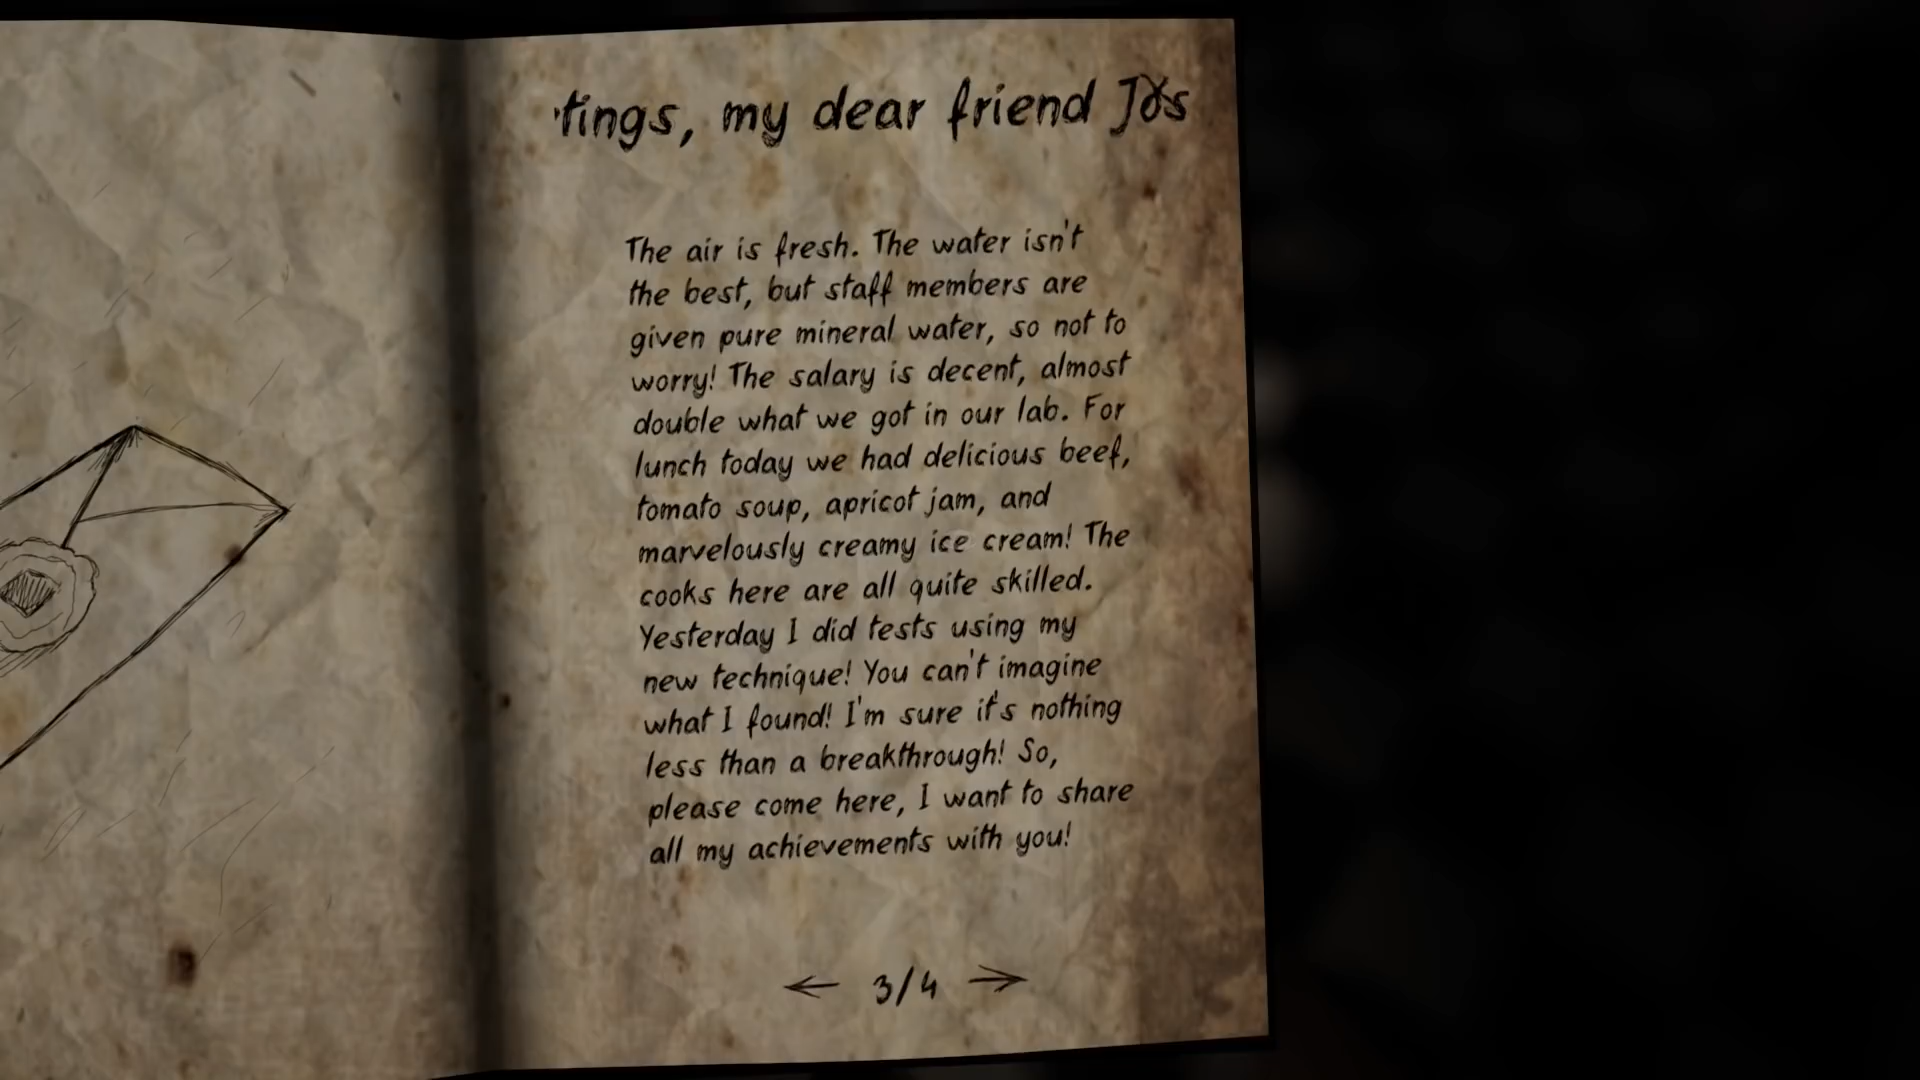 my dear friend
The air is fresh. The water isn't
the best, but staff members are
given pure mineral water, so not to
worry! The salary is decent, almost
double what we got in our lab. For
lunch today we had delicious beef,
tomato soup, apricot jam, and
marvelously creamy ice cream! The
cooks here are all quite skilled.
Yesterday I did tests using my
new technique! You can't imagine
what I found! I'm sure it's nothing
less than a breakthrough! So,
please come here, I want to share
all my achievements with you!
← 3/4 →